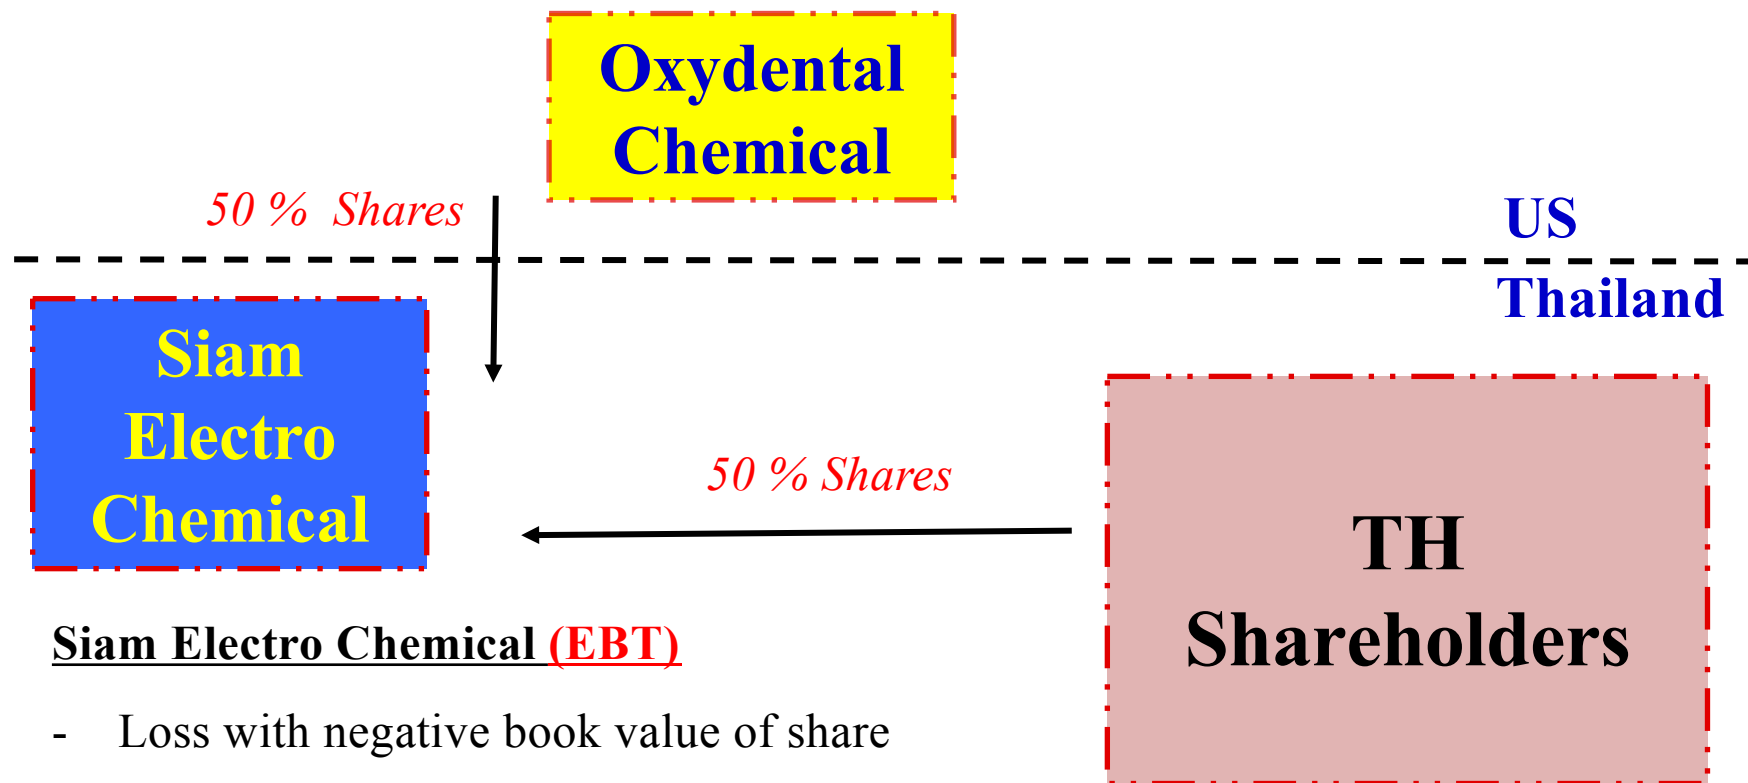 Oxydental
Chemical
50 % Shares
US
Thailand
Siam
Electro
Chemical
50 % Shares
TH
Shareholders
Siam Electro Chemical (EBT)
- Loss with negative book value of share